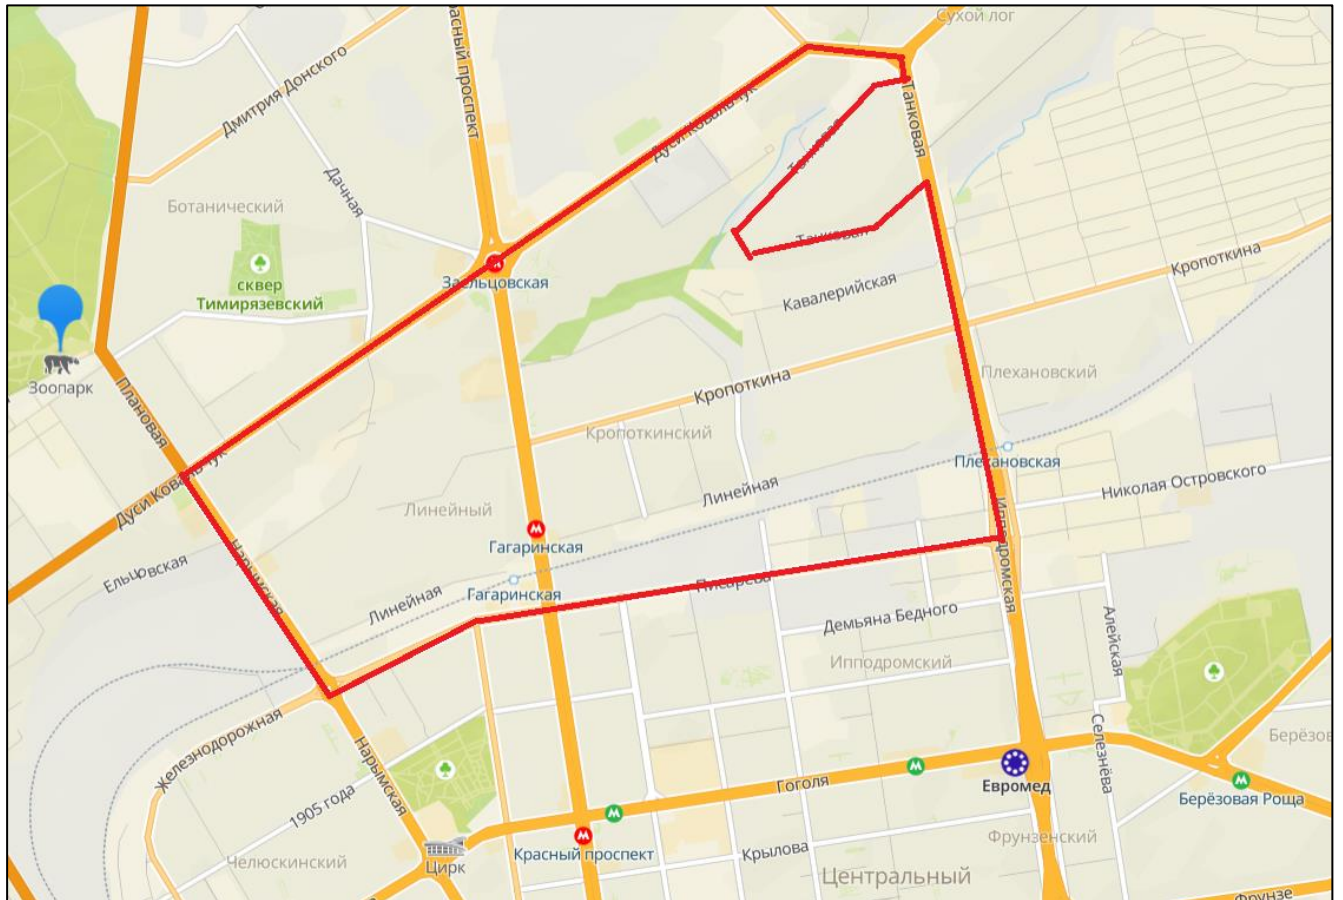 Сухой лог
Красный проспект
Дмитрия Донского
Дуси Ковальчук
Танковая
Танковая
Дачная
Ботанический
Танковая
Кропоткина
Заельцовская
сквер
Тимирязевский
Кавалерийская
Зоопарк
Плановая
Кропоткина
Плехановский
Кропоткинский
Дуси Ковальчук
Плехановская
Николая Островского
Линейная
Линейный
Ипподромская
Гагаринская
Ельцовская
Нарымская
Писарева
Гагаринская
Линейная
Демьяна Бедного
Алейская
Ипподромский
Железнодорожная
Нарымская
Селезнёва
Берёзов
Гоголя
Евромед
1905 года
Берёзовая Роща
Красный проспект
Крылова
Фрунзенский
Челюскинский
Цирк
Центральный
Фрунзе